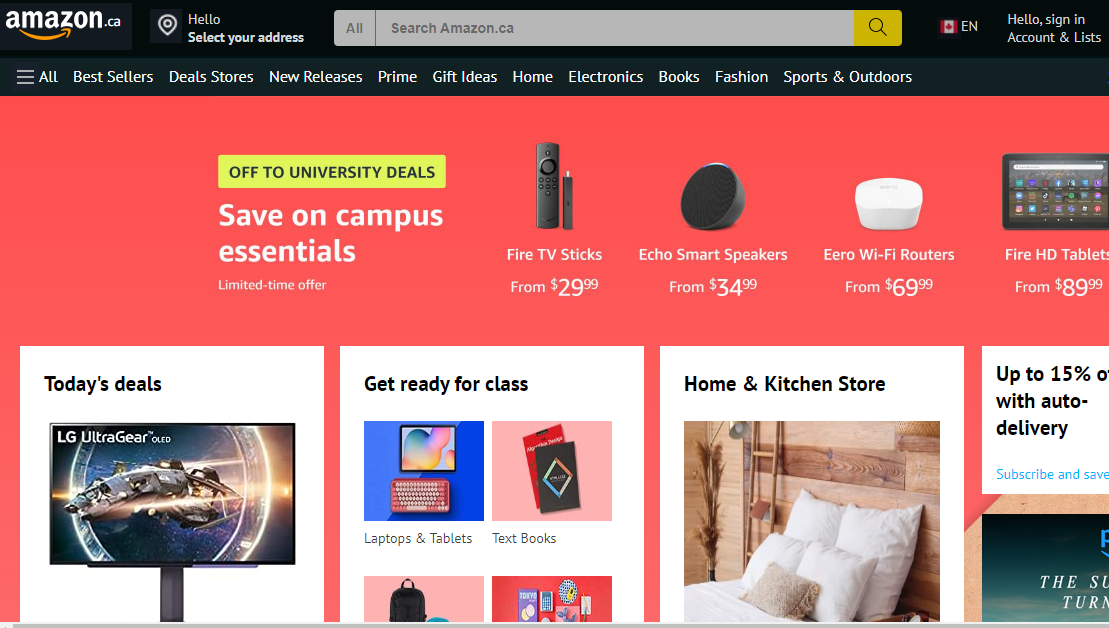 amazon.ca
Hello
Select your address
All
Search Amazon.ca
EN
Hello, sign in
Account & Lists
All
Best Sellers
Deals Stores
New Releases
Prime
Gift Ideas
Home
Electronics
Books
Fashion
Sports & Outdoors
OFF TO UNIVERSITY DEALS
Save on campus
essentials
Limited-time offer
Fire TV Sticks
From $29.99
Echo Smart Speakers
From $34.99
Eero Wi-Fi Routers
From $69.99
Fire HD Tablets
From $89.99
Today's deals
LG UltraGear™ OLED
Get ready for class
Laptops & Tablets
Text Books
TOKYO
Home & Kitchen Store
Up to 15% of
with auto-
delivery
Subscribe and save
THE SU
TURN